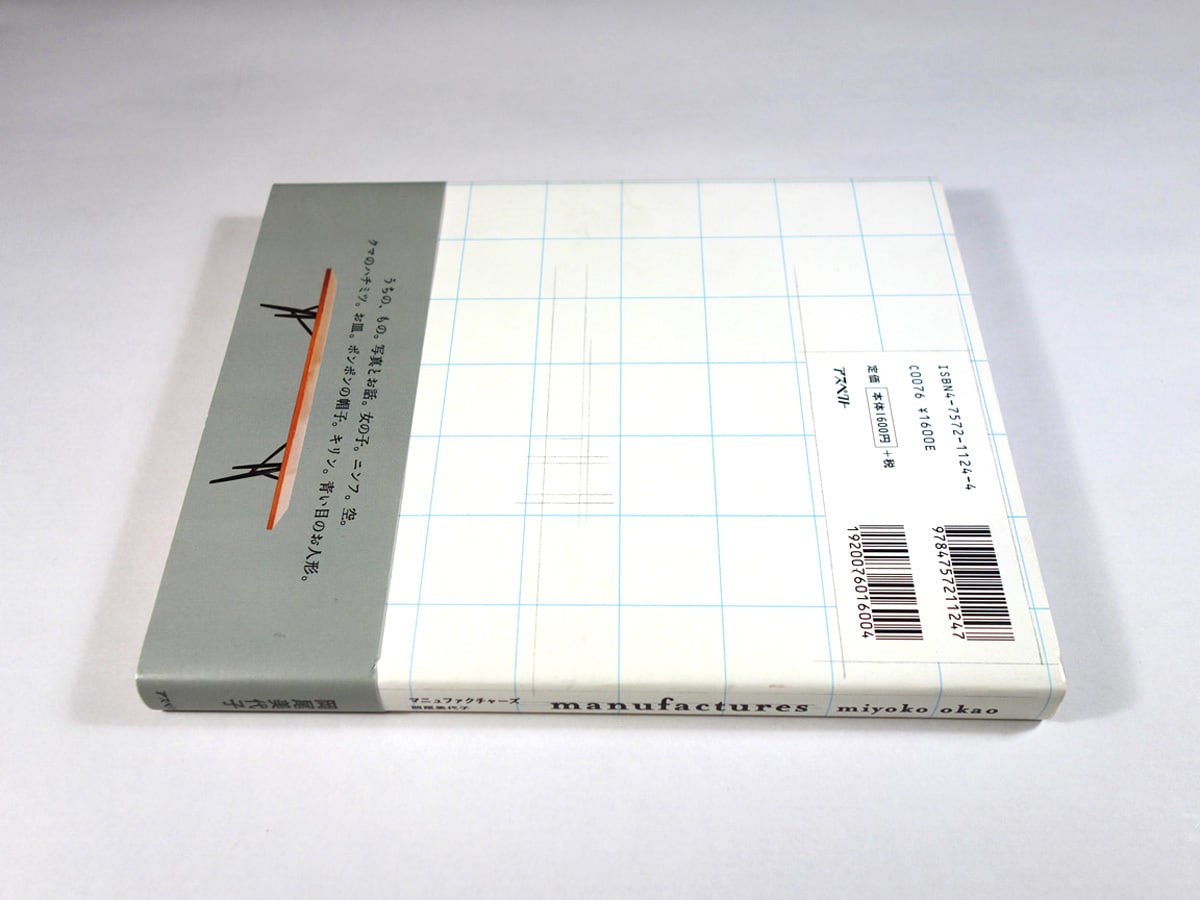 うちの、もの。写真とお話。女の子。ニンフ。空。
クマのハチミツ。お皿。ポンポンの帽子。キリン。青い目のお人形。
ISBN4-7572-1124-4
C0076 ¥1600E
定価 本体1600円 +税
アスペクト
9784757211247
1920076016004
マニュファクチャーズ
岡尾美代子
manufactures miyoko okao
岡尾美代子
アスペ